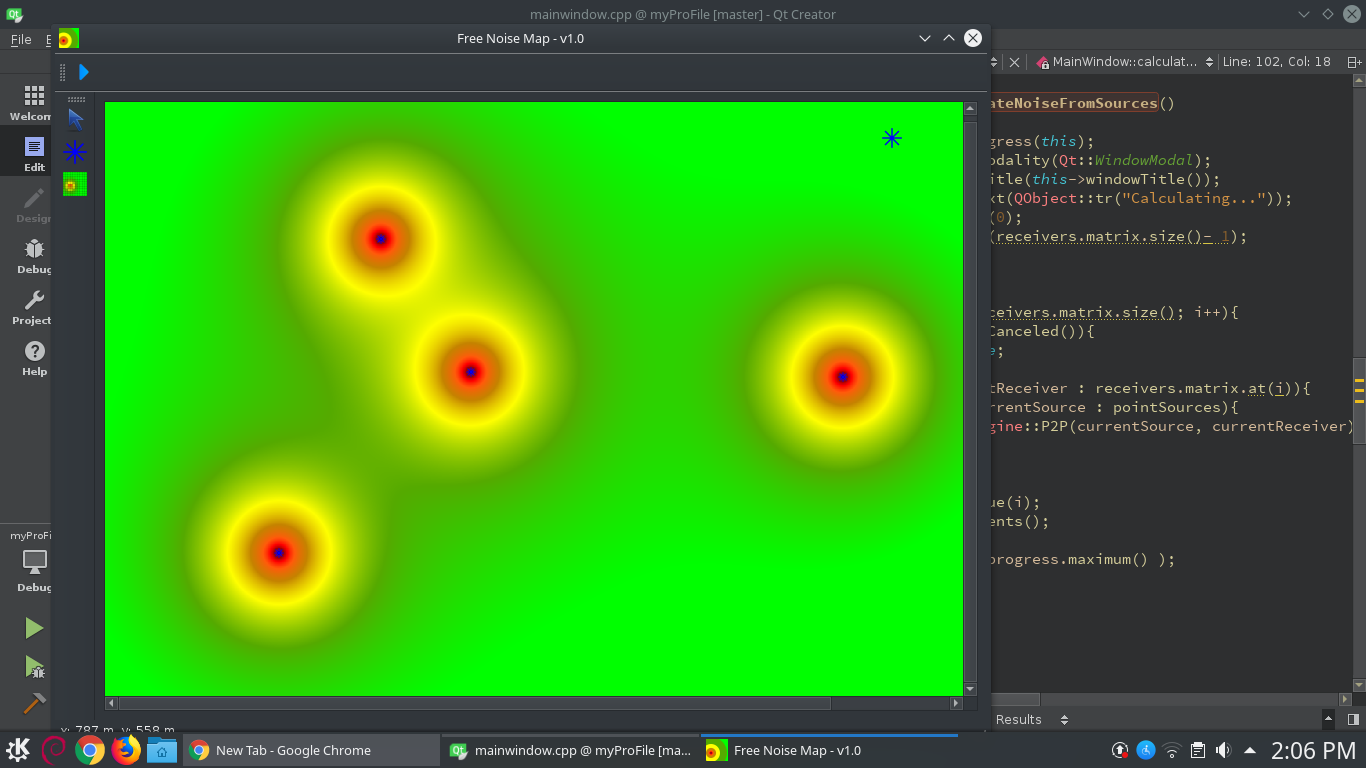 mainwindow.cpp @ myProFile [master] - Qt Creator
File
Free Noise Map - v1.0
MainWindow::calculat...
Line: 102, Col: 18
Welcom
Edit
Design
Debug
Project
Help
ateNoiseFromSources()
gress(this);
odality(Qt::WindowModal);
itle(this->windowTitle());
xt(QObject::tr("Calculating..."));
(0);
(receivers.matrix.size()- 1);
ceivers.matrix.size(); i++){
Canceled()){
e;
tReceiver : receivers.matrix.at(i)){
rrentSource : pointSources){
gine::P2P(currentSource, currentReceiver)
ue(i);
ents();
progress.maximum() );
myProFi
Debug
Results
x: 787 m, y: 558 m
New Tab - Google Chrome
mainwindow.cpp @ myProFile [ma...
Free Noise Map - v1.0
2:06 PM